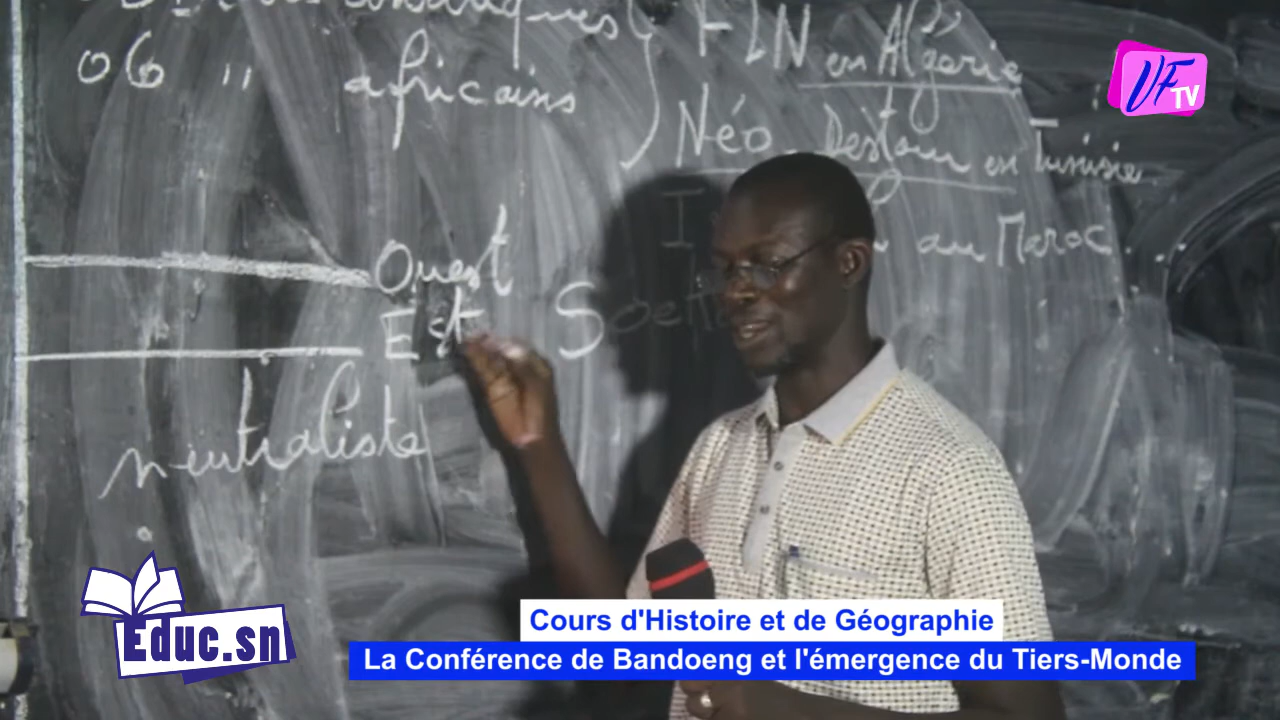 06 " africains
FLN en Algérie
Néo-Destour en Tunisie.
I au Maroc.
Ouest
Est
neutraliste
VF TV
Educ.sn
Cours d'Histoire et de Géographie
La Conférence de Bandoeng et l'émergence du Tiers-Monde